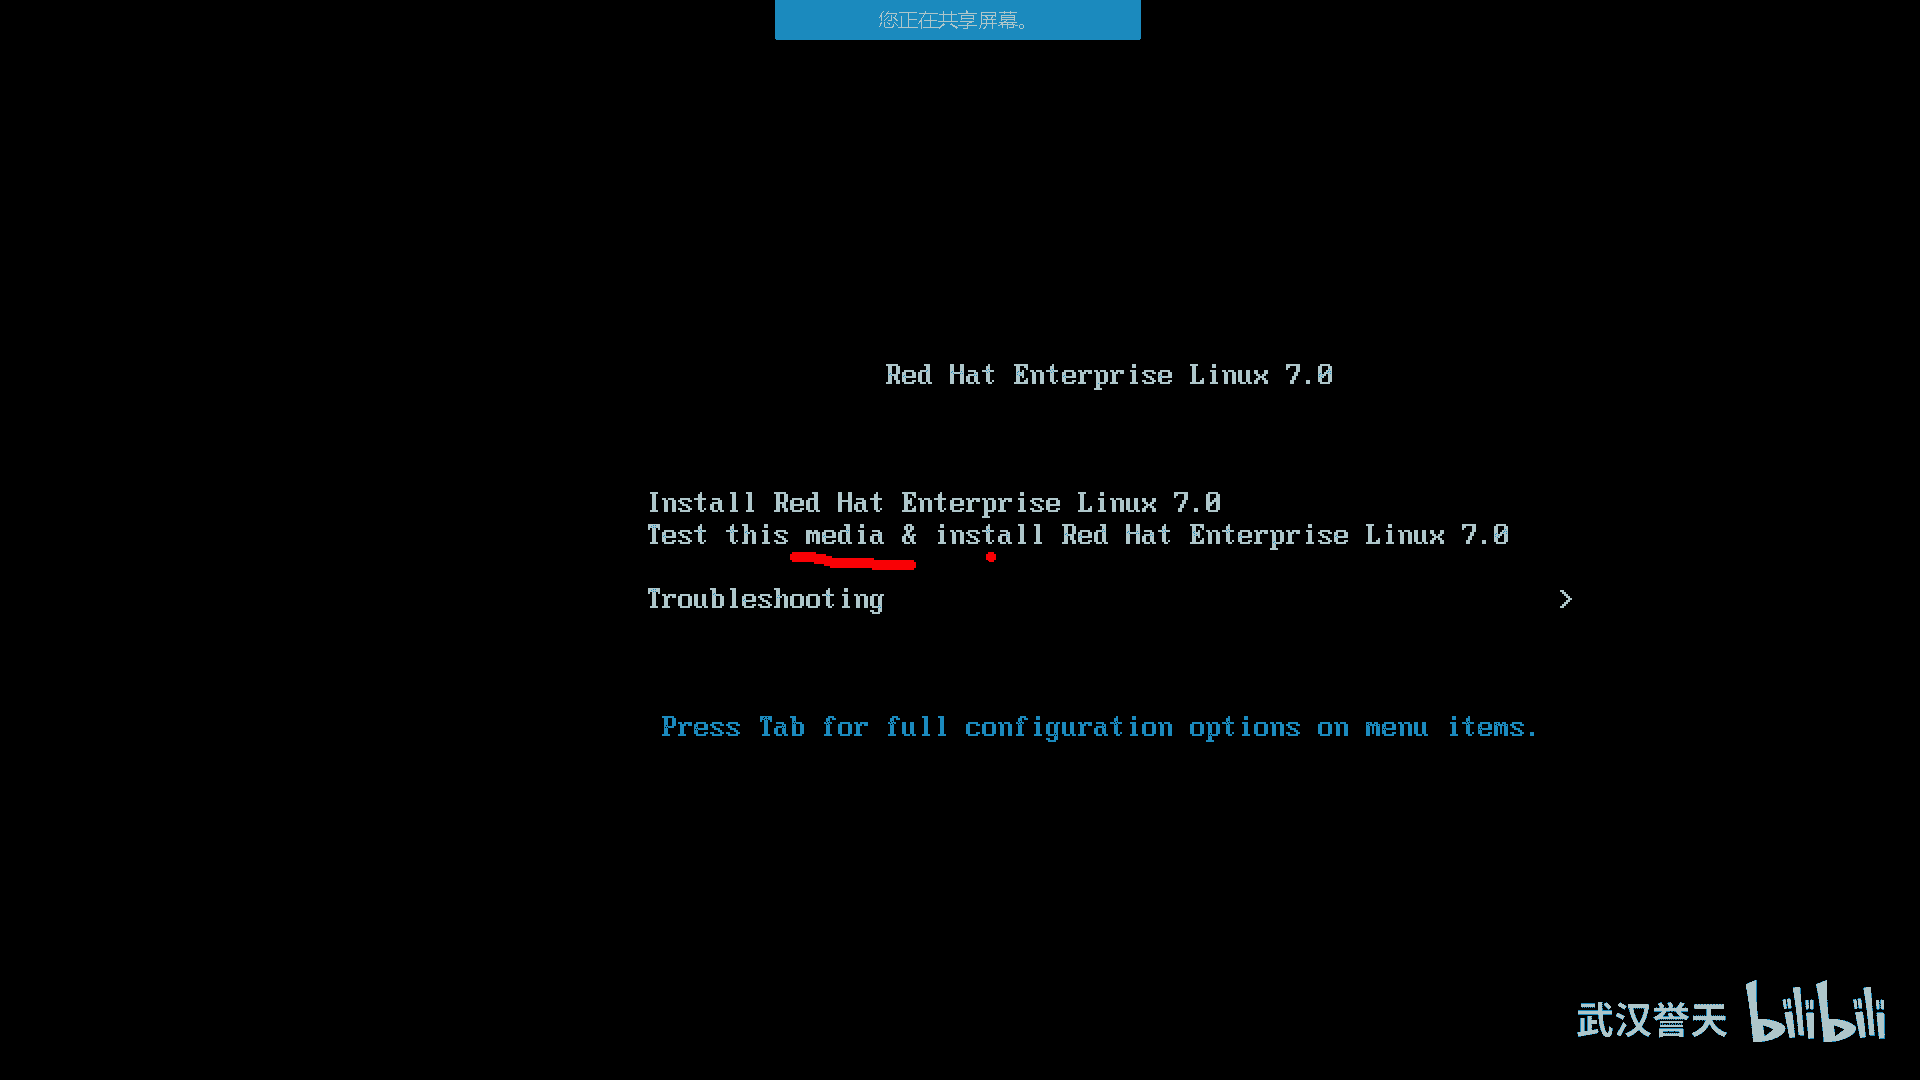 您正在共享屏幕。
Red Hat Enterprise Linux 7.0
Install Red Hat Enterprise Linux 7.0
Test this media & install Red Hat Enterprise Linux 7.0
Troubleshooting >
Press Tab for full configuration options on menu items.
武汉誉天 bilibili